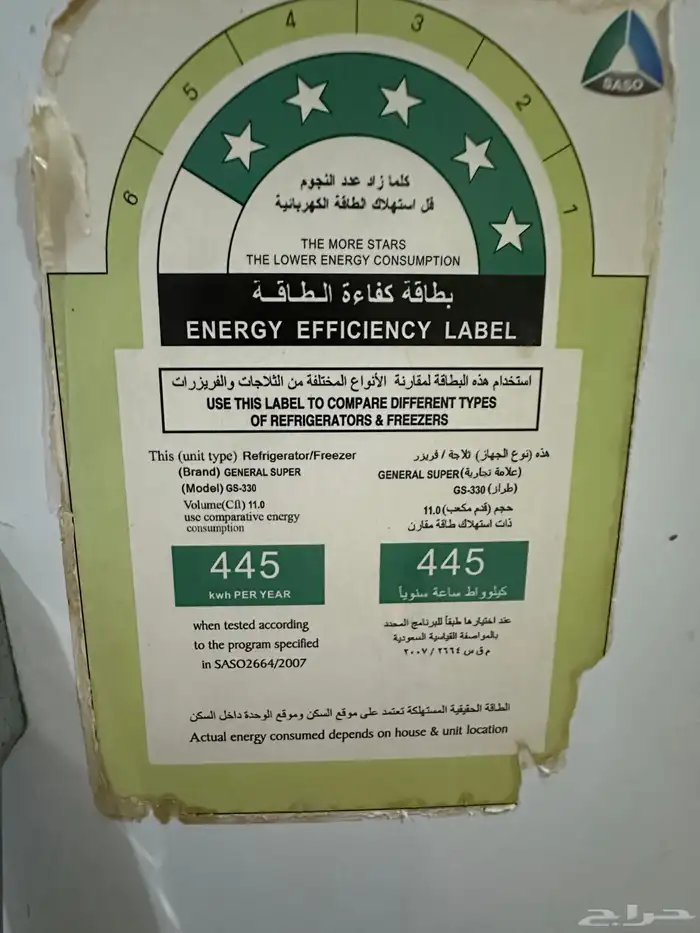 6 5 4 3 2 1
SASO
كلما زاد عدد النجوم
قل استهلاك الطاقة الكهربائية
THE MORE STARS
THE LOWER ENERGY CONSUMPTION
بطاقة كفاءة الطاقة
ENERGY EFFICIENCY LABEL
استخدام هذه البطاقة لمقارنة الأنواع المختلفة من الثلاجات والفريزرات
USE THIS LABEL TO COMPARE DIFFERENT TYPES
OF REFRIGERATORS & FREEZERS
This (unit type) Refrigerator/Freezer
(Brand) GENERAL SUPER
(Model) GS-330
Volume(Cft) 11.0
use comparative energy
consumption
445
kwh PER YEAR
when tested according
to the program specified
in SASO2664/2007
هذه (نوع الجهاز) ثلاجة / فريزر
(علامة تجارية) GENERAL SUPER
(طراز) GS-330
حجم (قدم مكعب) 11.0
ذات استهلاك طاقة مقارن
445
كيلوواط ساعة سنوياً
عند اختبارها طبقاً للبرنامج المحدد
بالمواصفة القياسية السعودية
م ق س ٢٦٦٤ / ٢٠٠٧
الطاقة الحقيقية المستهلكة تعتمد على موقع السكن وموقع الوحدة داخل السكن
Actual energy consumed depends on house & unit location
حراج